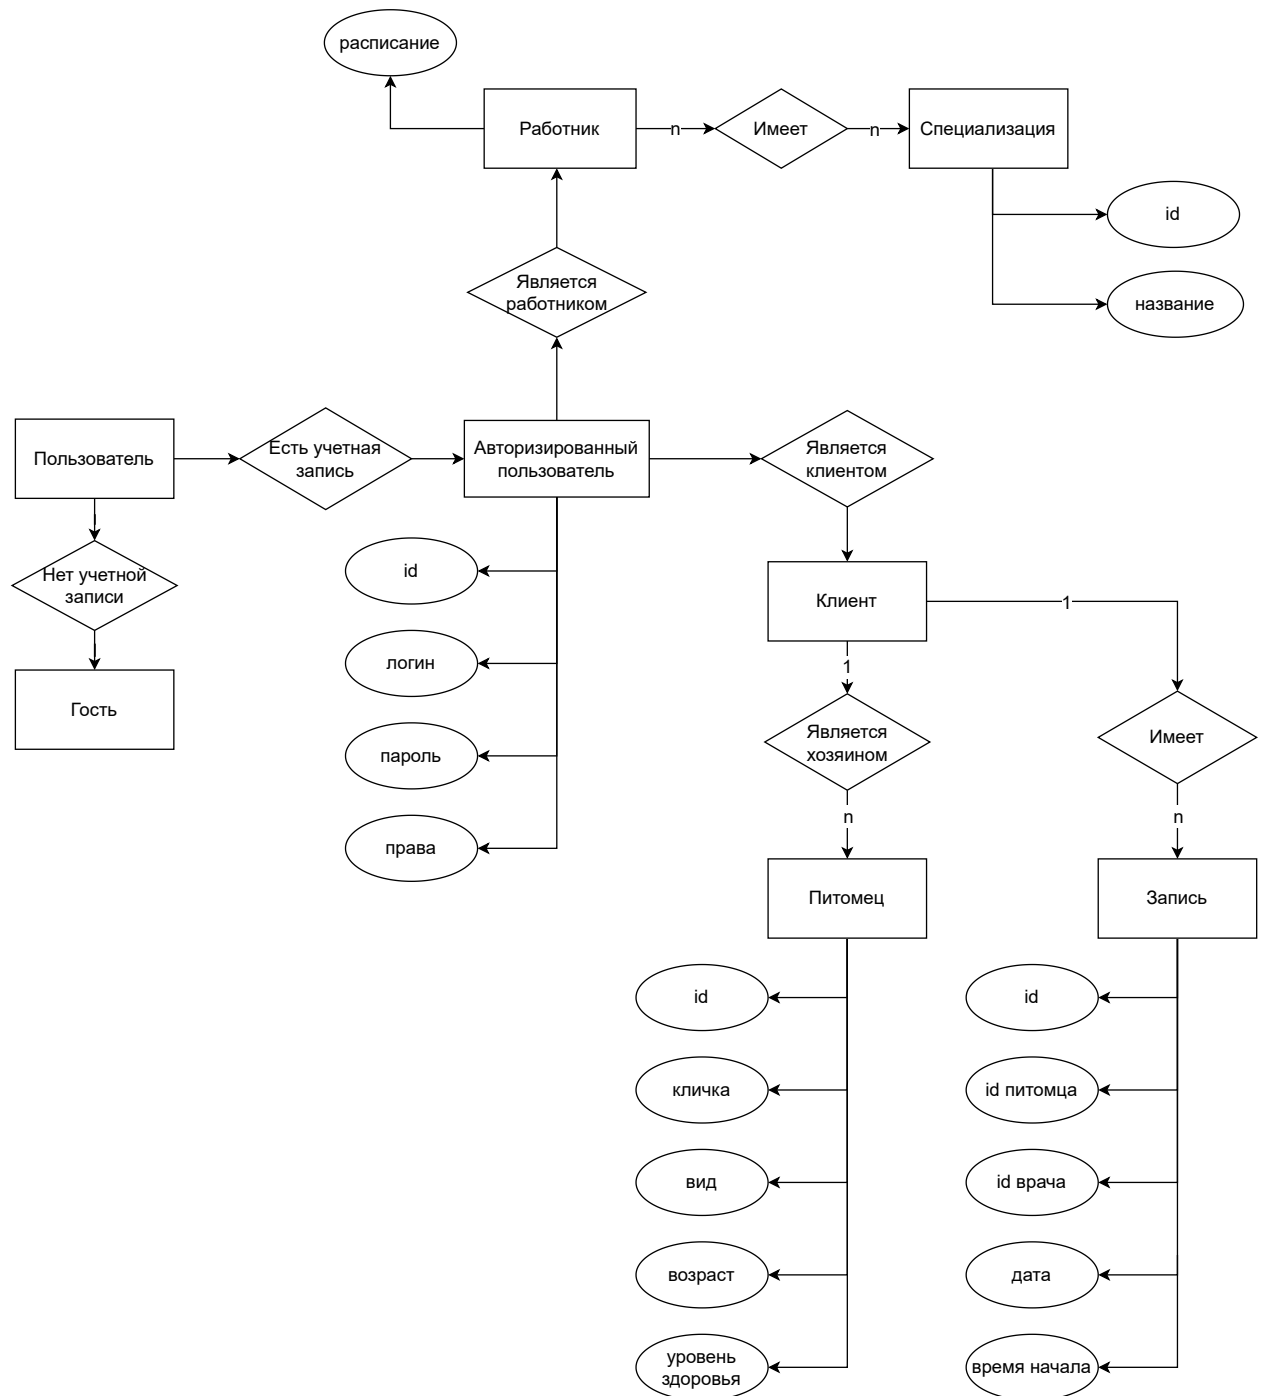 расписание
Работник
n
Имеет
n
Специализация
id
название
Является
работником
Пользователь
Есть учетная
запись
Авторизированный
пользователь
Является
клиентом
Нет учетной
записи
Гость
id
логин
пароль
права
Клиент
1
1
Является
хозяином
Имеет
n
n
Питомец
Запись
id
id
кличка
id питомца
вид
id врача
возраст
дата
уровень
здоровья
время начала